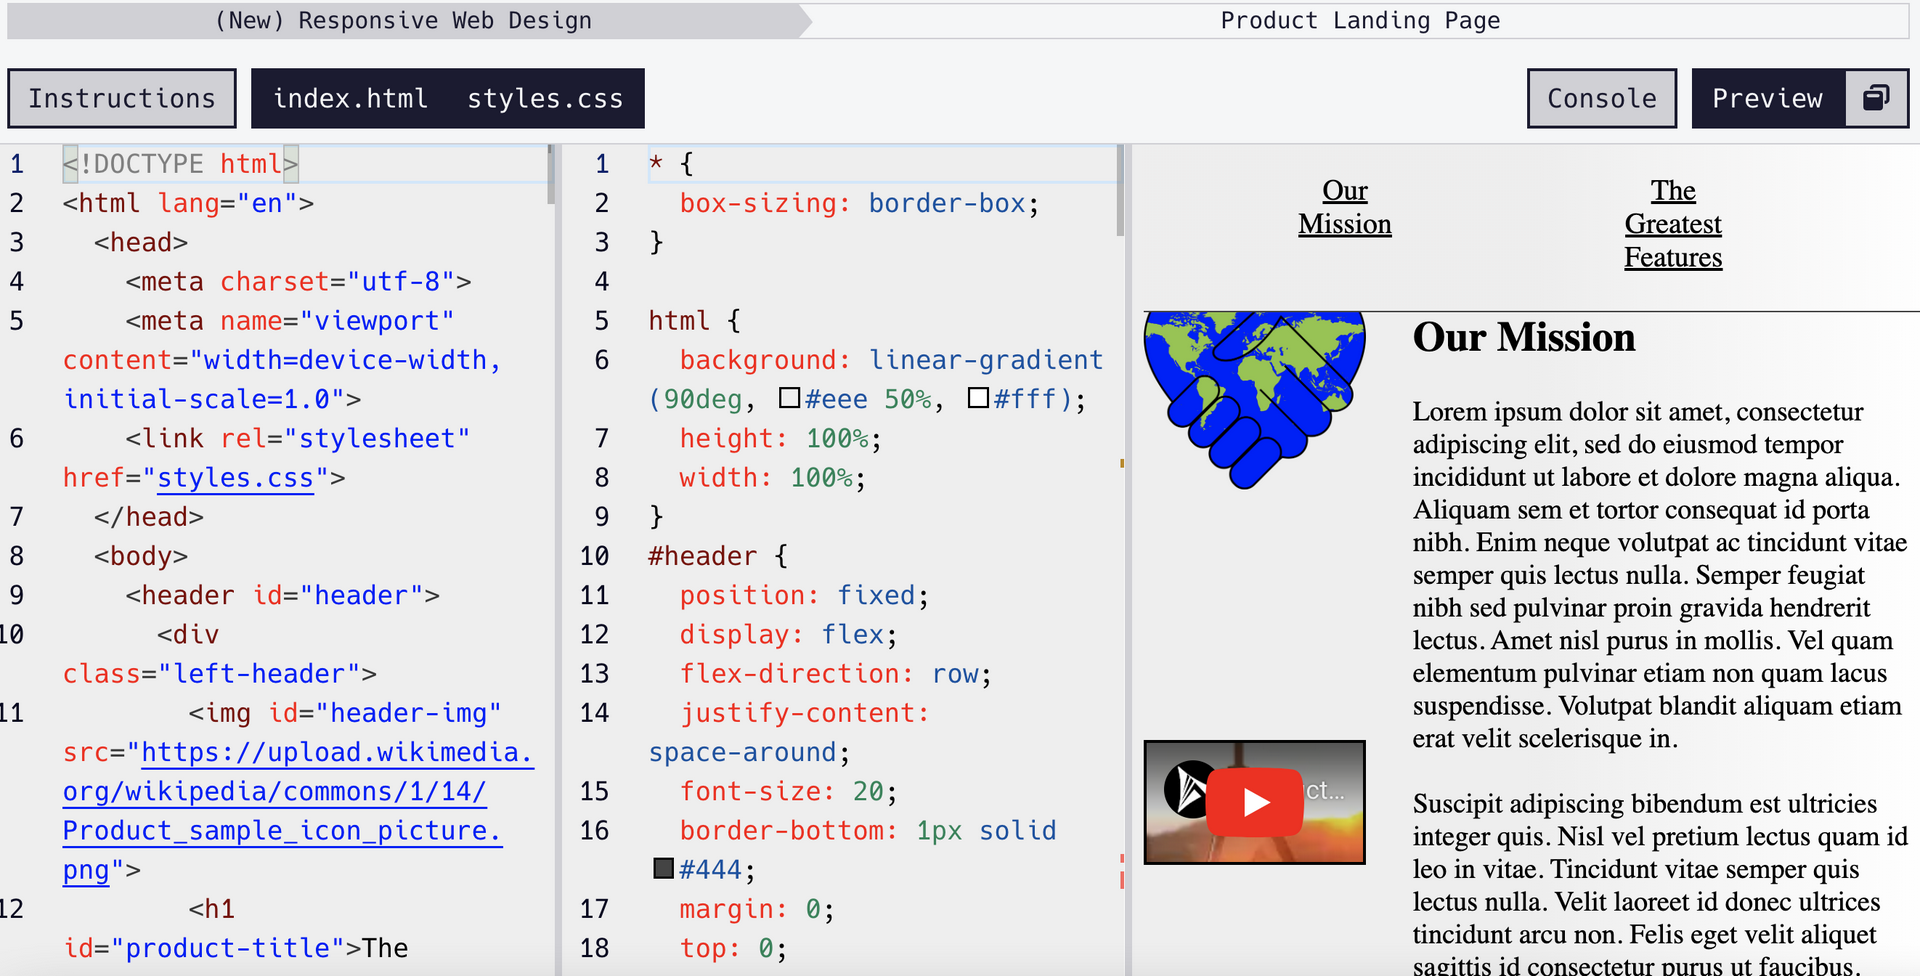 (New) Responsive Web Design
Product Landing Page
Instructions
index.html
styles.css
Console
Preview
1 <!DOCTYPE html>
2 <html lang="en">
3 <head>
4 <meta charset="utf-8">
5 <meta name="viewport"
content="width=device-width,
initial-scale=1.0">
6 <link rel="stylesheet"
href="styles.css">
7 </head>
8 <body>
9 <header id="header">
10 <div
class="left-header">
11 <img id="header-img"
src="https://upload.wikimedia.
org/wikipedia/commons/1/14/
Product_sample_icon_picture.
png">
12 <h1
id="product-title">The
1 * {
2 box-sizing: border-box;
3 }
4
5 html {
6 background: linear-gradient
(90deg, #eee 50%, #fff);
7 height: 100%;
8 width: 100%;
9 }
10 #header {
11 position: fixed;
12 display: flex;
13 flex-direction: row;
14 justify-content:
space-around;
15 font-size: 20;
16 border-bottom: 1px solid
#444;
17 margin: 0;
18 top: 0;
Our
Mission
The
Greatest
Features
Our Mission
Lorem ipsum dolor sit amet, consectetur
adipiscing elit, sed do eiusmod tempor
incididunt ut labore et dolore magna aliqua.
Aliquam sem et tortor consequat id porta
nibh. Enim neque volutpat ac tincidunt vitae
semper quis lectus nulla. Semper feugiat
nibh sed pulvinar proin gravida hendrerit
lectus. Amet nisl purus in mollis. Vel quam
elementum pulvinar etiam non quam lacus
suspendisse. Volutpat blandit aliquam etiam
erat velit scelerisque in.
ct...
Suscipit adipiscing bibendum est ultricies
integer quis. Nisl vel pretium lectus quam id
leo in vitae. Tincidunt vitae semper quis
lectus nulla. Velit laoreet id donec ultrices
tincidunt arcu non. Felis eget velit aliquet
sagittis id consectetur purus ut faucibus.